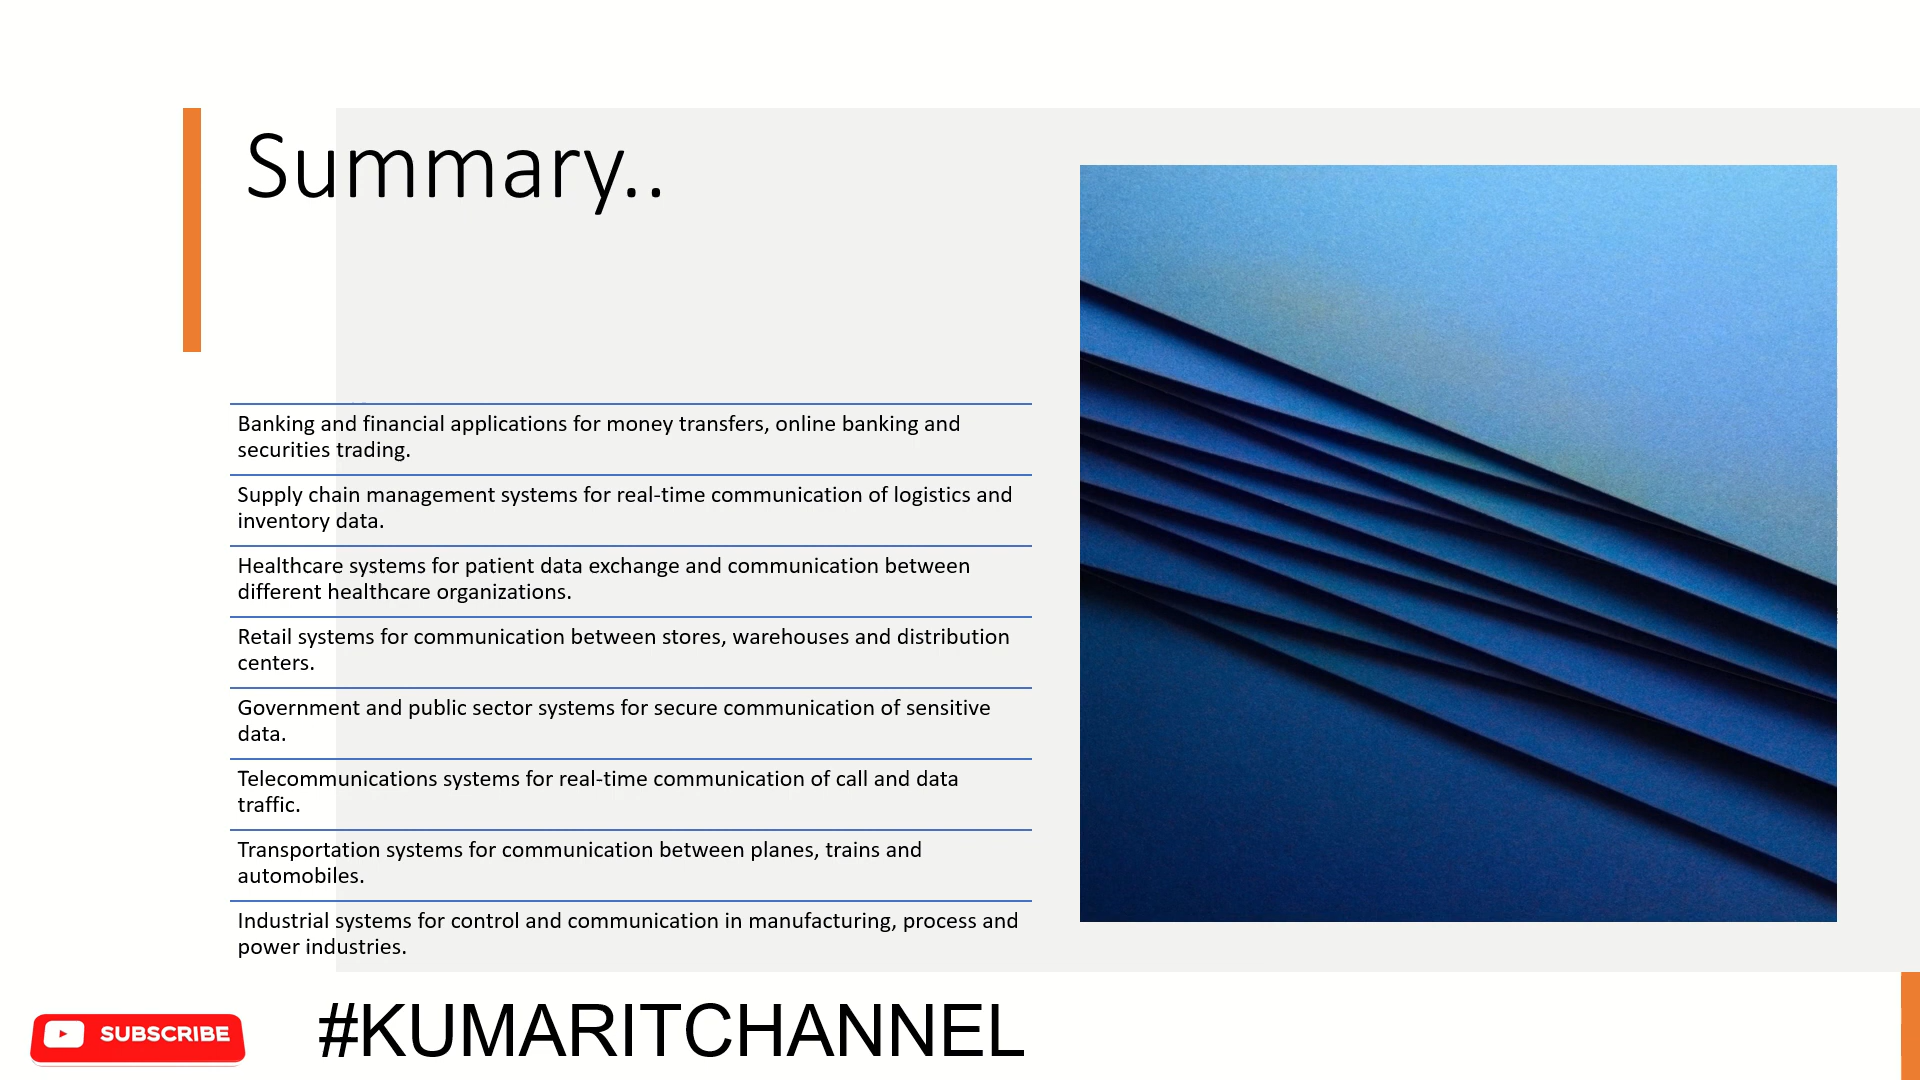 Summary..
Banking and financial applications for money transfers, online banking and
securities trading.
Supply chain management systems for real-time communication of logistics and
inventory data.
Healthcare systems for patient data exchange and communication between
different healthcare organizations.
Retail systems for communication between stores, warehouses and distribution
centers.
Government and public sector systems for secure communication of sensitive
data.
Telecommunications systems for real-time communication of call and data
traffic.
Transportation systems for communication between planes, trains and
automobiles.
Industrial systems for control and communication in manufacturing, process and
power industries.
SUBSCRIBE
#KUMARITCHANNEL